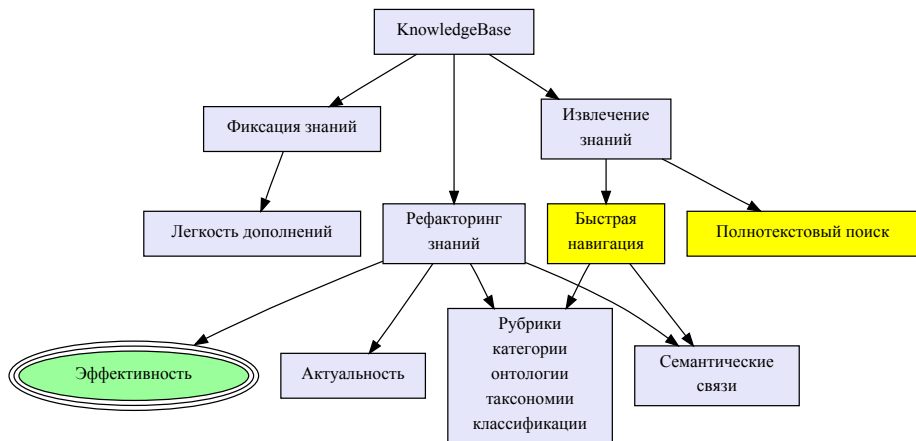 KnowledgeBase
Фиксация знаний
Извлечение
знаний
Легкость дополнений
Рефакторинг
знаний
Быстрая
навигация
Полнотекстовый поиск
Эффективность
Актуальность
Рубрики
категории
онтологии
таксономии
классификации
Семантические
связи